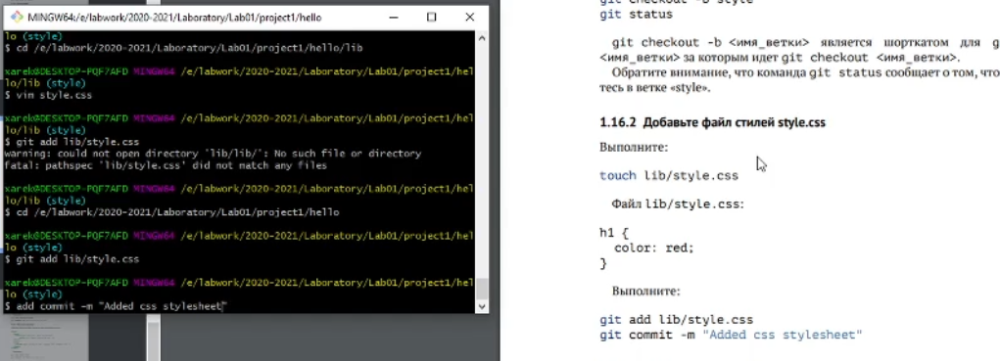 MINGW64:/e/labwork/2020-2021/Laboratory/Lab01/project1/hello
lo (style)
$ cd /e/labwork/2020-2021/Laboratory/Lab01/project1/hello/lib
xarek@DESKTOP-PQF7AFD MINGW64 /e/labwork/2020-2021/Laboratory/Lab01/project1/hel
lo/lib (style)
$ vim style.css
xarek@DESKTOP-PQF7AFD MINGW64 /e/labwork/2020-2021/Laboratory/Lab01/project1/hel
lo/lib (style)
$ git add lib/style.css
warning: could not open directory 'lib/lib/': No such file or directory
fatal: pathspec 'lib/style.css' did not match any files
xarek@DESKTOP-PQF7AFD MINGW64 /e/labwork/2020-2021/Laboratory/Lab01/project1/hel
lo/lib (style)
$ cd /e/labwork/2020-2021/Laboratory/Lab01/project1/hello
xarek@DESKTOP-PQF7AFD MINGW64 /e/labwork/2020-2021/Laboratory/Lab01/project1/hel
lo (style)
$ git add lib/style.css
xarek@DESKTOP-PQF7AFD MINGW64 /e/labwork/2020-2021/Laboratory/Lab01/project1/hel
lo (style)
$ add commit -m "Added css stylesheet"
git checkout -b style
git status
git checkout -b <имя_ветки> является шорткатом для g
<имя_ветки> за которым идет git checkout <имя_ветки>.
Обратите внимание, что команда git status сообщает о том, что
тесь в ветке «style».
1.16.2 Добавьте файл стилей style.css
Выполните:
touch lib/style.css
Файл lib/style.css:
h1 {
color: red;
}
Выполните:
git add lib/style.css
git commit -m "Added css stylesheet"